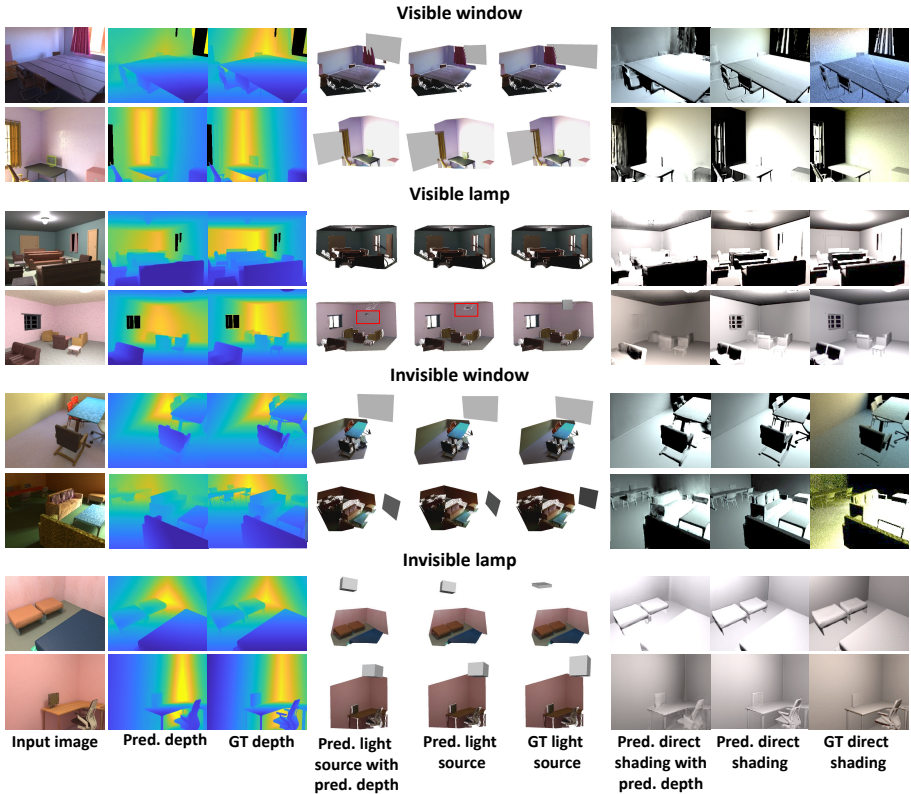 Visible window
Visible lamp
Invisible window
Invisible lamp
Input image
Pred. depth
GT depth
Pred. light
source with
pred. depth
Pred. light
source
GT light
source
Pred. direct
shading with
pred. depth
Pred. direct
shading
GT direct
shading